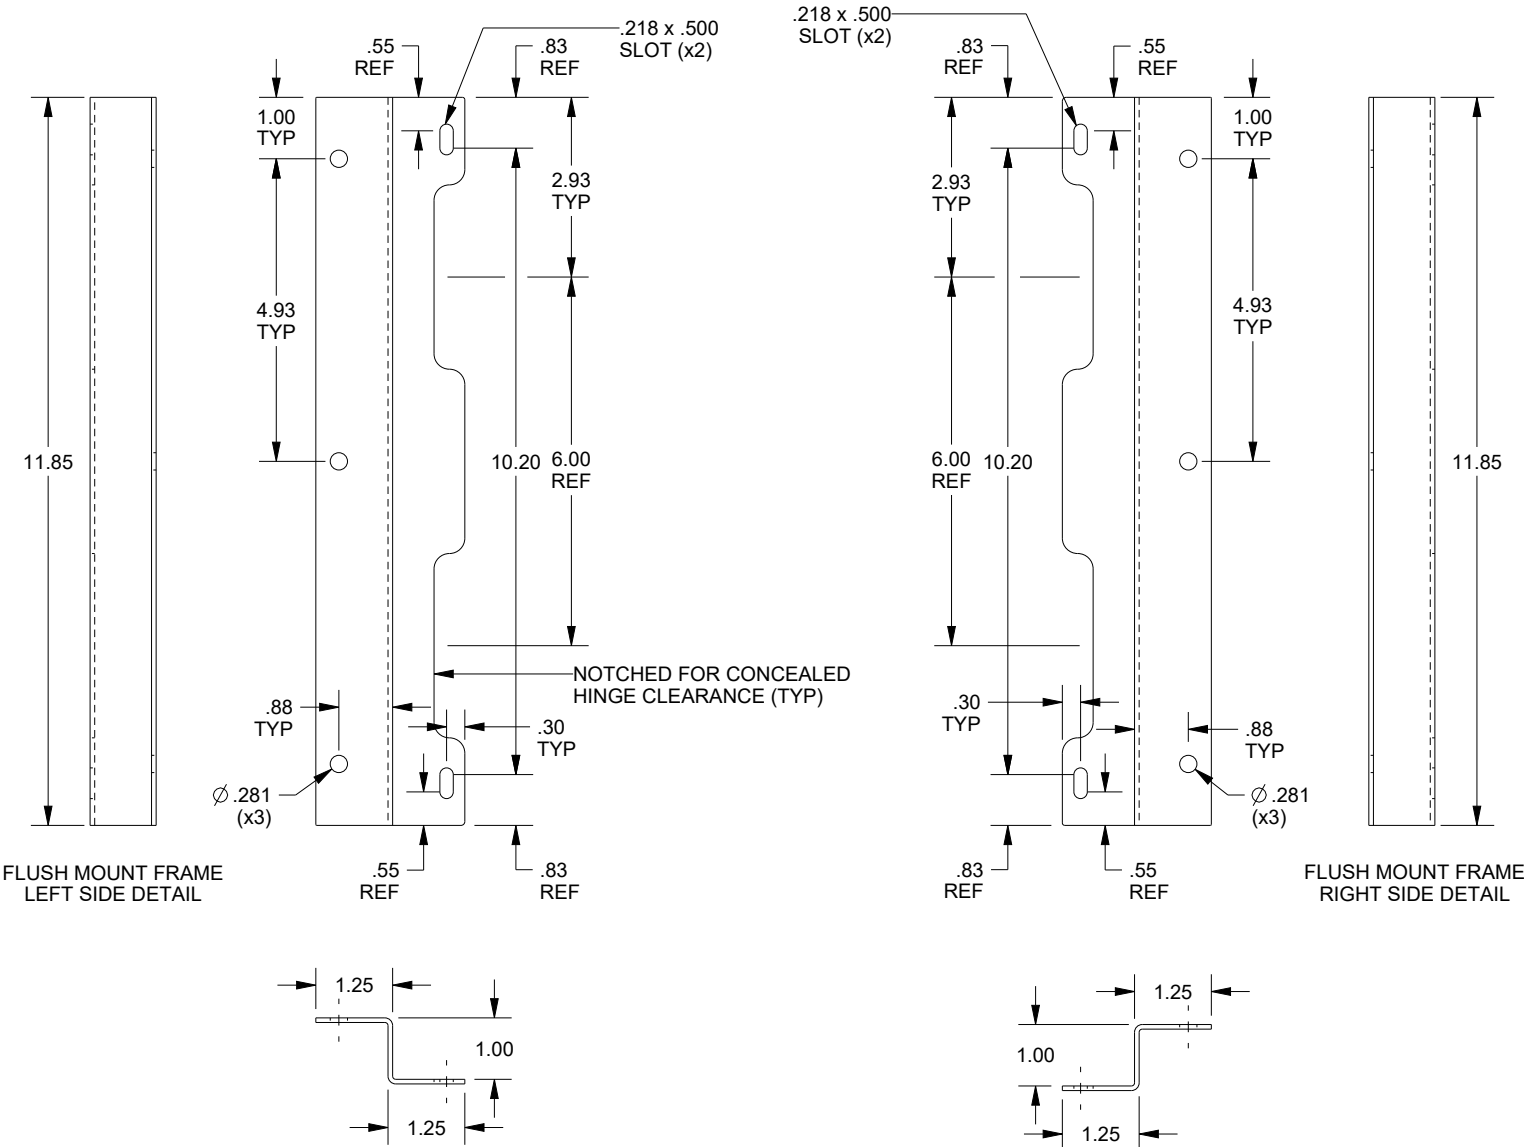 .218 x .500
SLOT (x2)
.55
REF
.83
REF
1.00
TYP
2.93
TYP
4.93
TYP
11.85
10.20
6.00
REF
NOTCHED FOR CONCEALED
HINGE CLEARANCE (TYP)
.88
TYP
.30
TYP
Ø .281
(x3)
.55
REF
.83
REF
FLUSH MOUNT FRAME
LEFT SIDE DETAIL
1.25
1.00
1.25
.218 x .500
SLOT (x2)
.83
REF
.55
REF
1.00
TYP
2.93
TYP
4.93
TYP
6.00
REF
10.20
11.85
.30
TYP
.88
TYP
Ø .281
(x3)
.83
REF
.55
REF
FLUSH MOUNT FRAME
RIGHT SIDE DETAIL
1.25
1.00
1.25